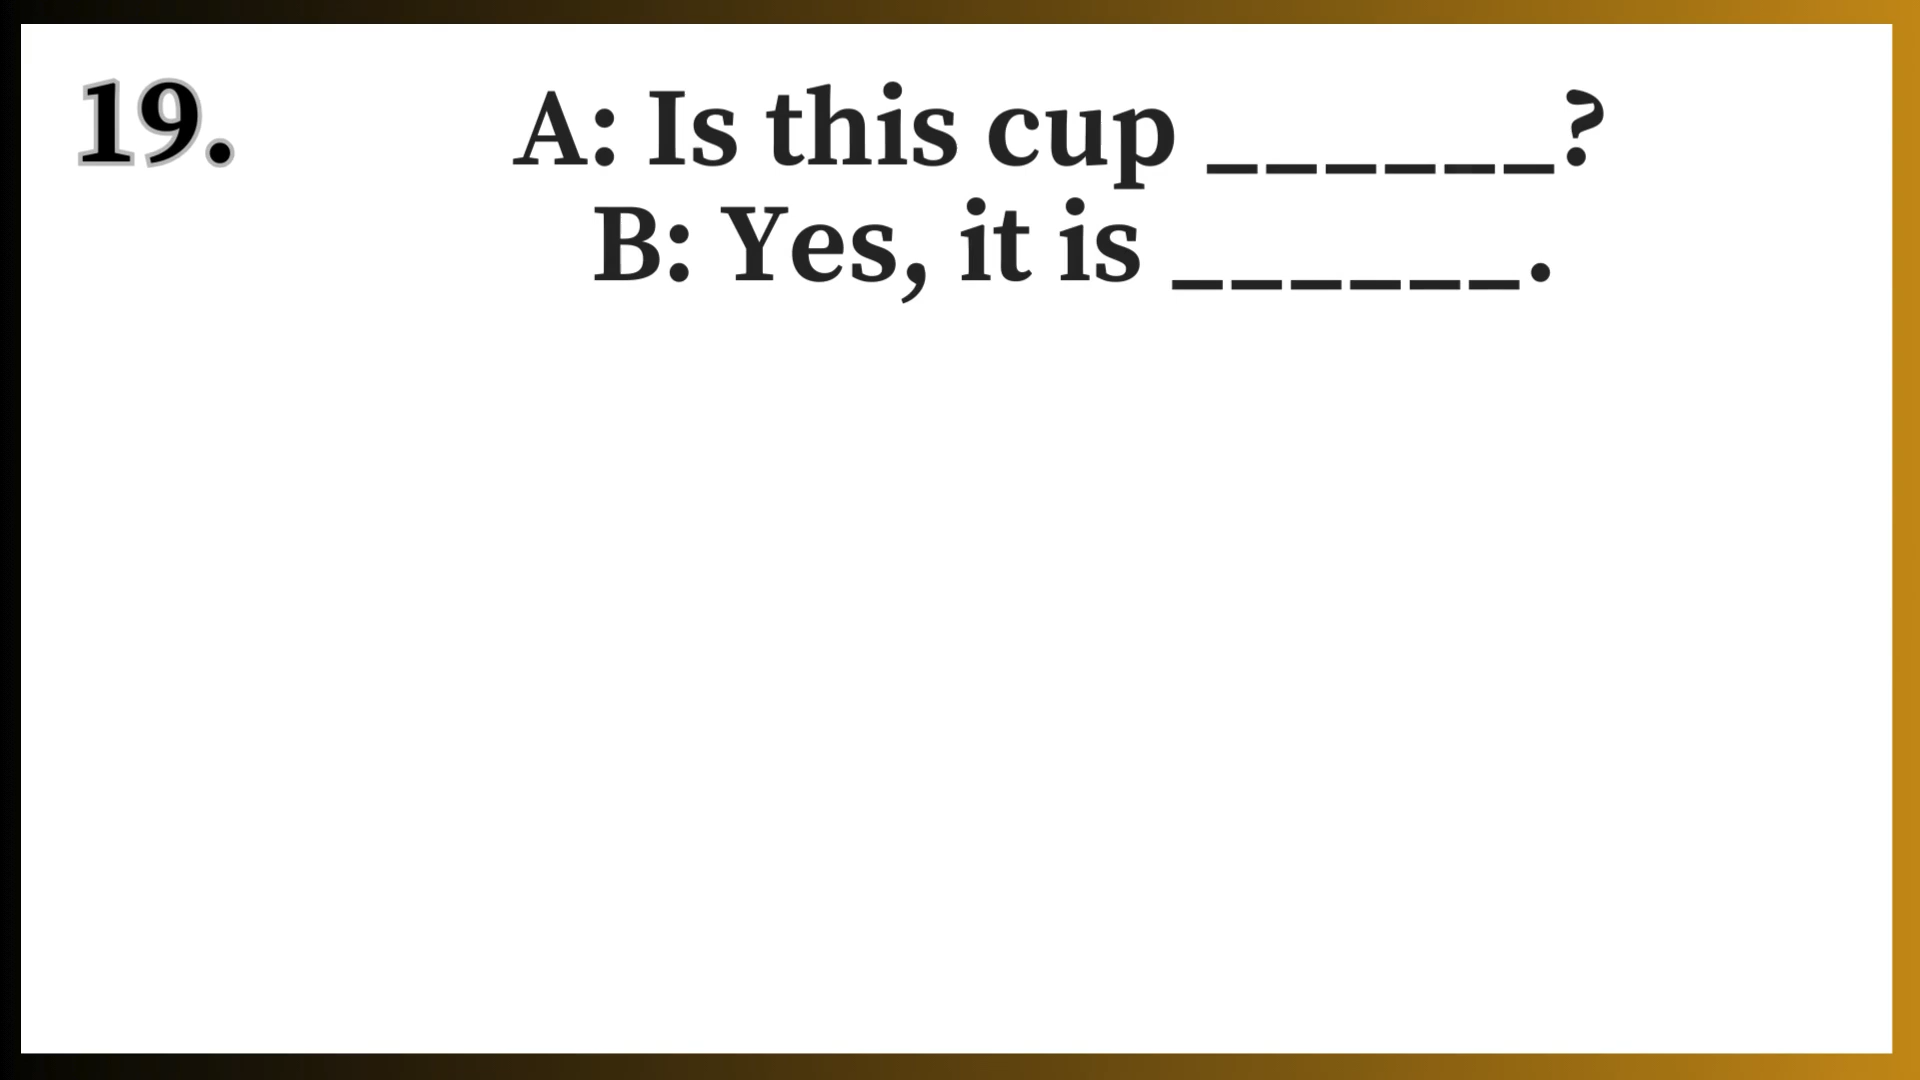 19.
A: Is this cup ______?
B: Yes, it is ______.